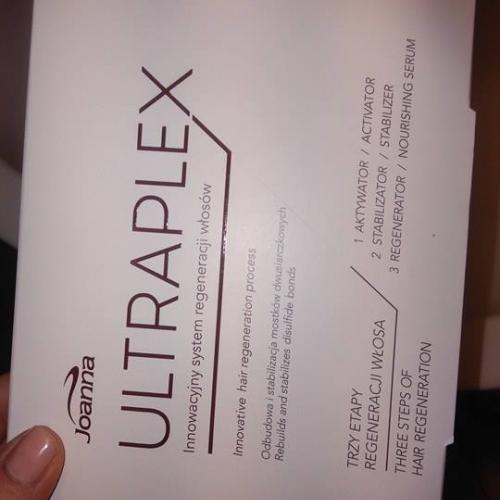 Joanna
ULTRAPLEX
Innowacyjny system regeneracji włosów
Innovative hair regeneration process
Odbudowa i stabilizacja mostków dwusiarczkowych
Rebuilds and stabilizes disulfide bonds
TRZY ETAPY
REGENERACJI WŁOSA
THREE STEPS OF
HAIR REGENERATION
1 AKTYWATOR / ACTIVATOR
2 STABILIZATOR / STABILIZER
3 REGENERATOR / NOURISHING SERUM